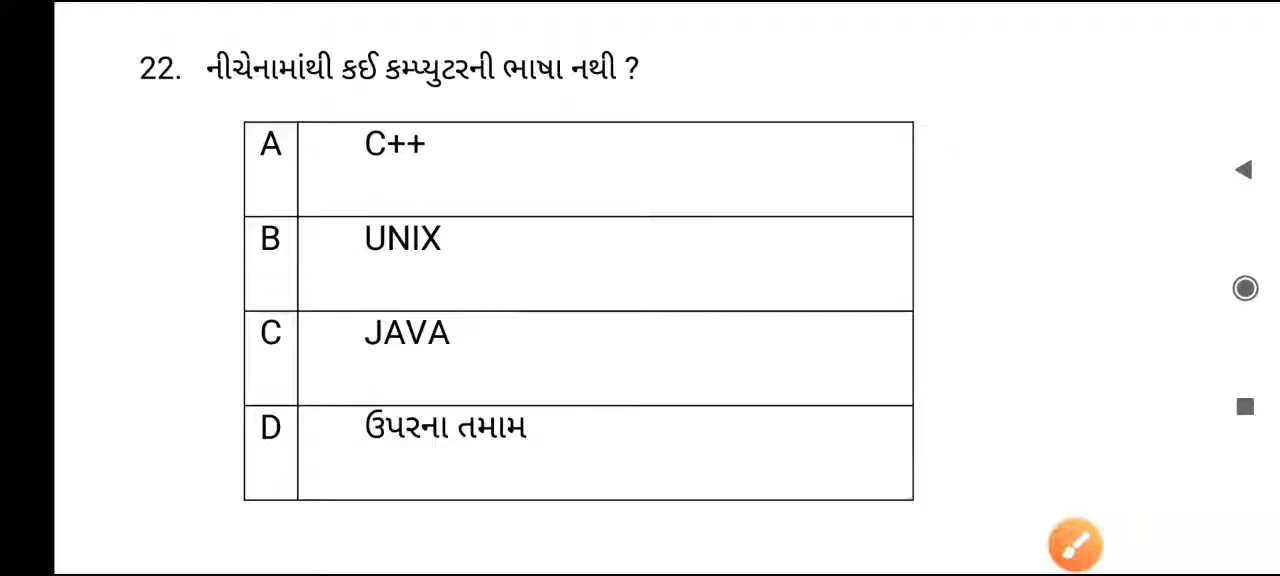 22. નીચેનામાંથી કઈ કમ્પ્યુટરની ભાષા નથી ?
A C++
B UNIX
C JAVA
D ઉપરના તમામ